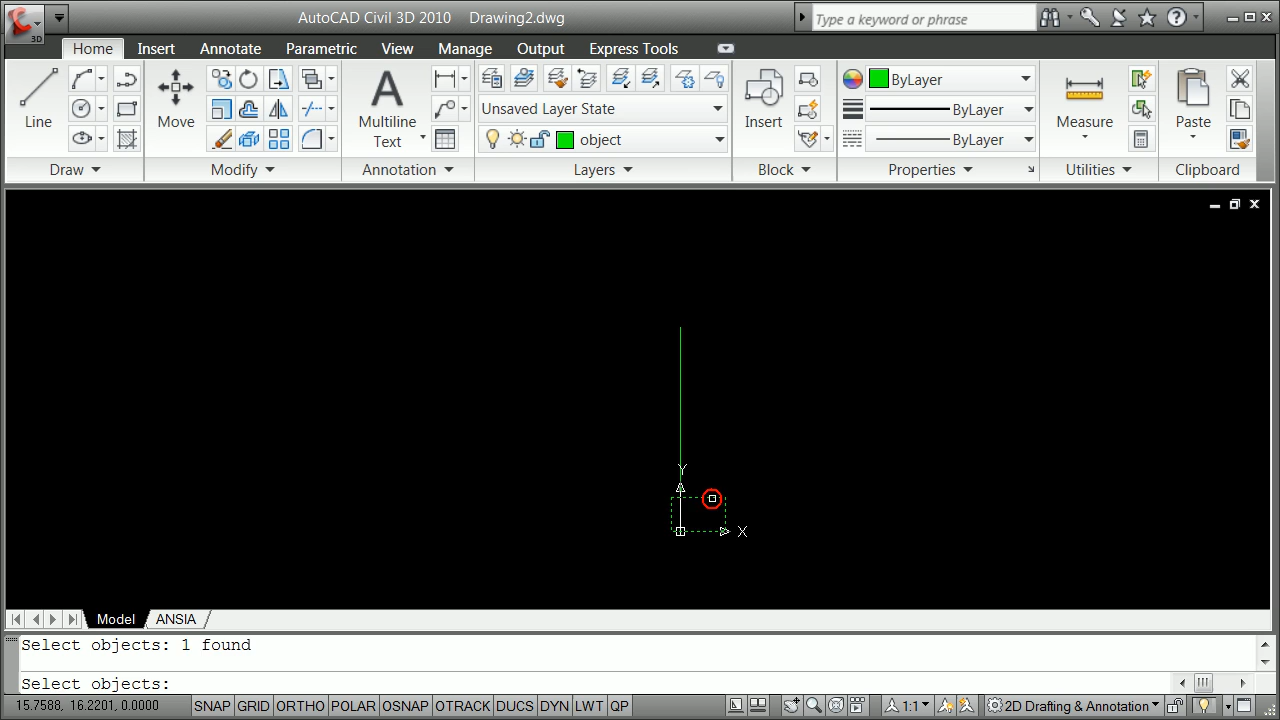 AutoCAD Civil 3D 2010 Drawing2.dwg
Type a keyword or phrase
3D
Home Insert Annotate Parametric View Manage Output Express Tools
Line Move Multiline Text Insert Measure Paste
Unsaved Layer State
object
ByLayer
ByLayer
ByLayer
Draw Modify Annotation Layers Block Properties Utilities Clipboard
Y
X
Model ANSIA
Select objects: 1 found
Select objects:
15.7588, 16.2201, 0.0000 SNAP GRID ORTHO POLAR OSNAP OTRACK DUCS DYN LWT QP 1:1 2D Drafting & Annotation